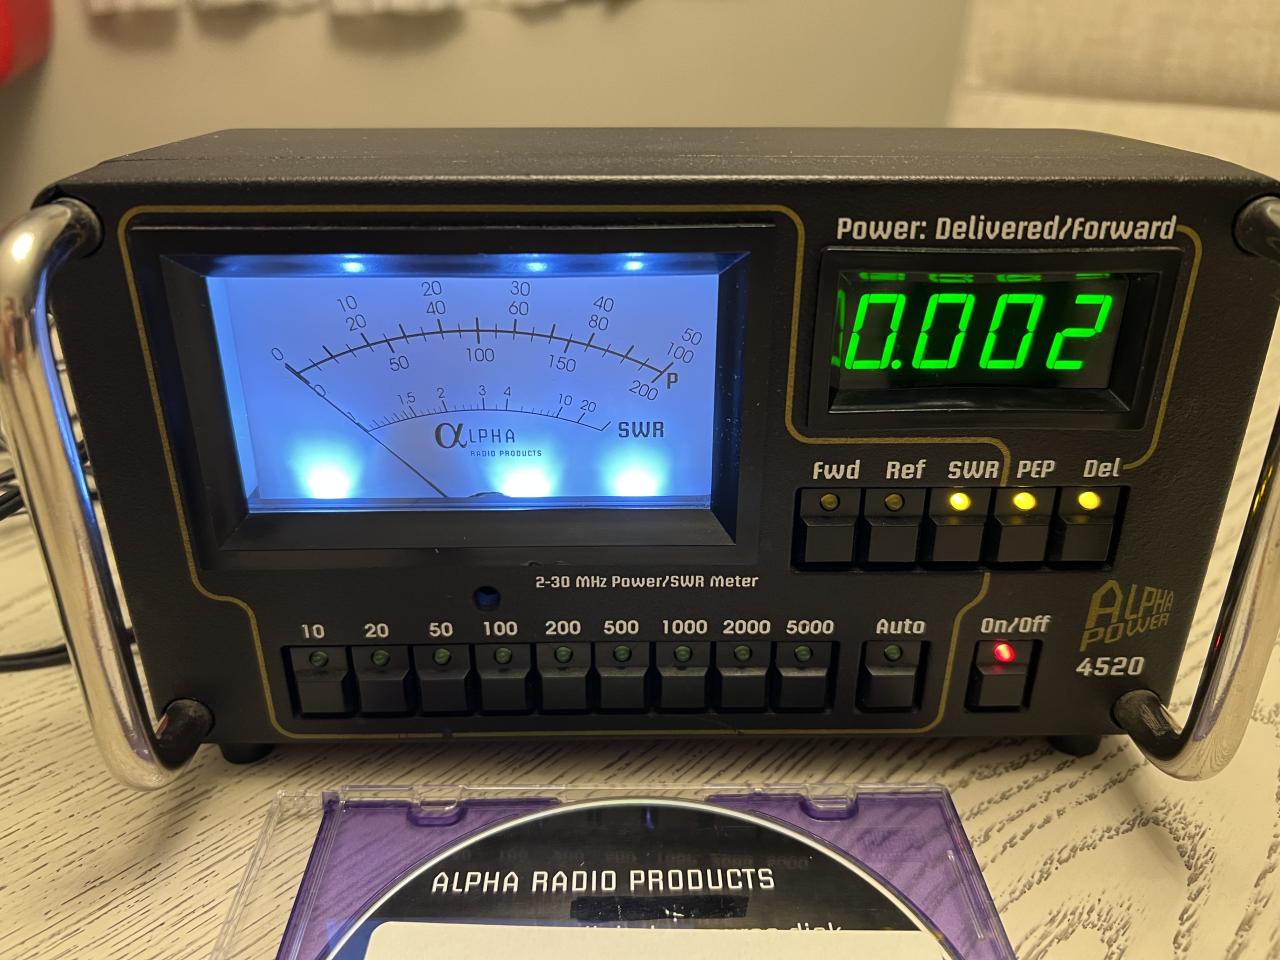 Power: Delivered/Forward
10 20 30 40 50
0 20 40 60 80 100
0 50 100 150 200 P
1 1.5 2 3 4 10 20
αLPHA SWR
RADIO PRODUCTS
0.002
Fwd Ref SWR PEP Del
2-30 MHz Power/SWR Meter
10 20 50 100 200 500 1000 2000 5000 Auto On/Off
ALPHA
POWER
4520
ALPHA RADIO PRODUCTS